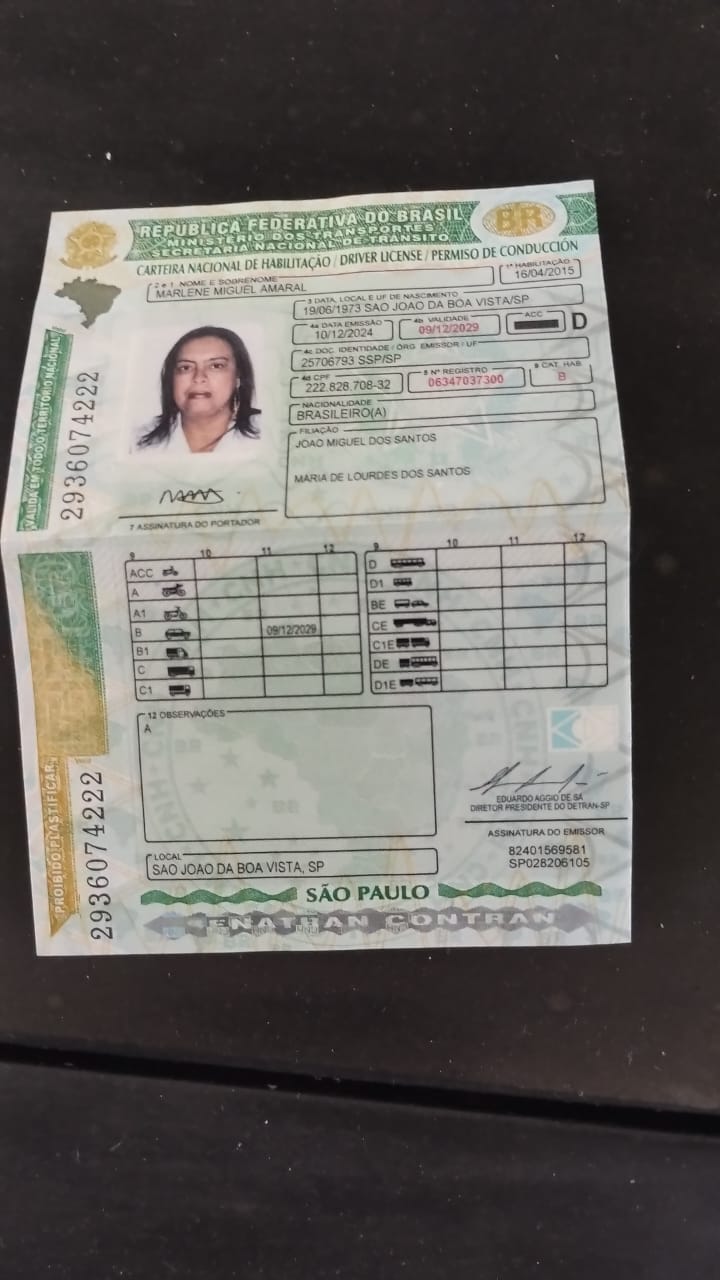 REPÚBLICA FEDERATIVA DO BRASIL
MINISTÉRIO DOS TRANSPORTES
SECRETARIA NACIONAL DE TRÂNSITO
BR
CARTEIRA NACIONAL DE HABILITAÇÃO / DRIVER LICENSE / PERMISO DE CONDUCCIÓN
2 e 1 NOME E SOBRENOME
MARLENE MIGUEL AMARAL
1ª HABILITAÇÃO
16/04/2015
3 DATA, LOCAL E UF DE NASCIMENTO
19/06/1973 SAO JOAO DA BOA VISTA/SP
4a DATA EMISSÃO
10/12/2024
4b VALIDADE
09/12/2029
ACC
D
4c DOC. IDENTIDADE / ÓRG. EMISSOR / UF
25706793 SSP/SP
4d CPF
222.828.708-32
5 Nº REGISTRO
06347037300
9 CAT. HAB
B
NACIONALIDADE
BRASILEIRO(A)
FILIAÇÃO
JOAO MIGUEL DOS SANTOS
MARIA DE LOURDES DOS SANTOS
7 ASSINATURA DO PORTADOR
VÁLIDA EM TODO O TERRITÓRIO NACIONAL
2936074222
9 10 11 12
ACC
A
A1
B 09/12/2029
B1
C
C1
9 10 11 12
D
D1
BE
CE
C1E
DE
D1E
12 OBSERVAÇÕES
A
EDUARDO AGGIO DE SÁ
DIRETOR PRESIDENTE DO DETRAN-SP
ASSINATURA DO EMISSOR
82401569581
SP028206105
LOCAL
SAO JOAO DA BOA VISTA, SP
PROIBIDO PLASTIFICAR
2936074222
SÃO PAULO
SENATRAN CONTRAN